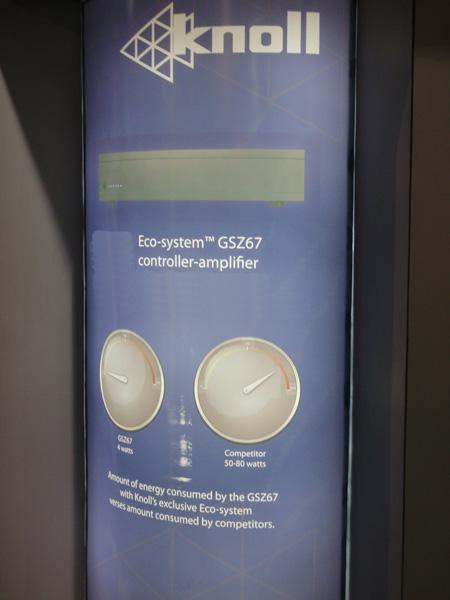 knoll
Eco-system™ GSZ67
controller-amplifier
GSZ67
4 watts
Competitor
50-80 watts
Amount of energy consumed by the GSZ67
with Knoll's exclusive Eco-system
verses amount consumed by competitors.